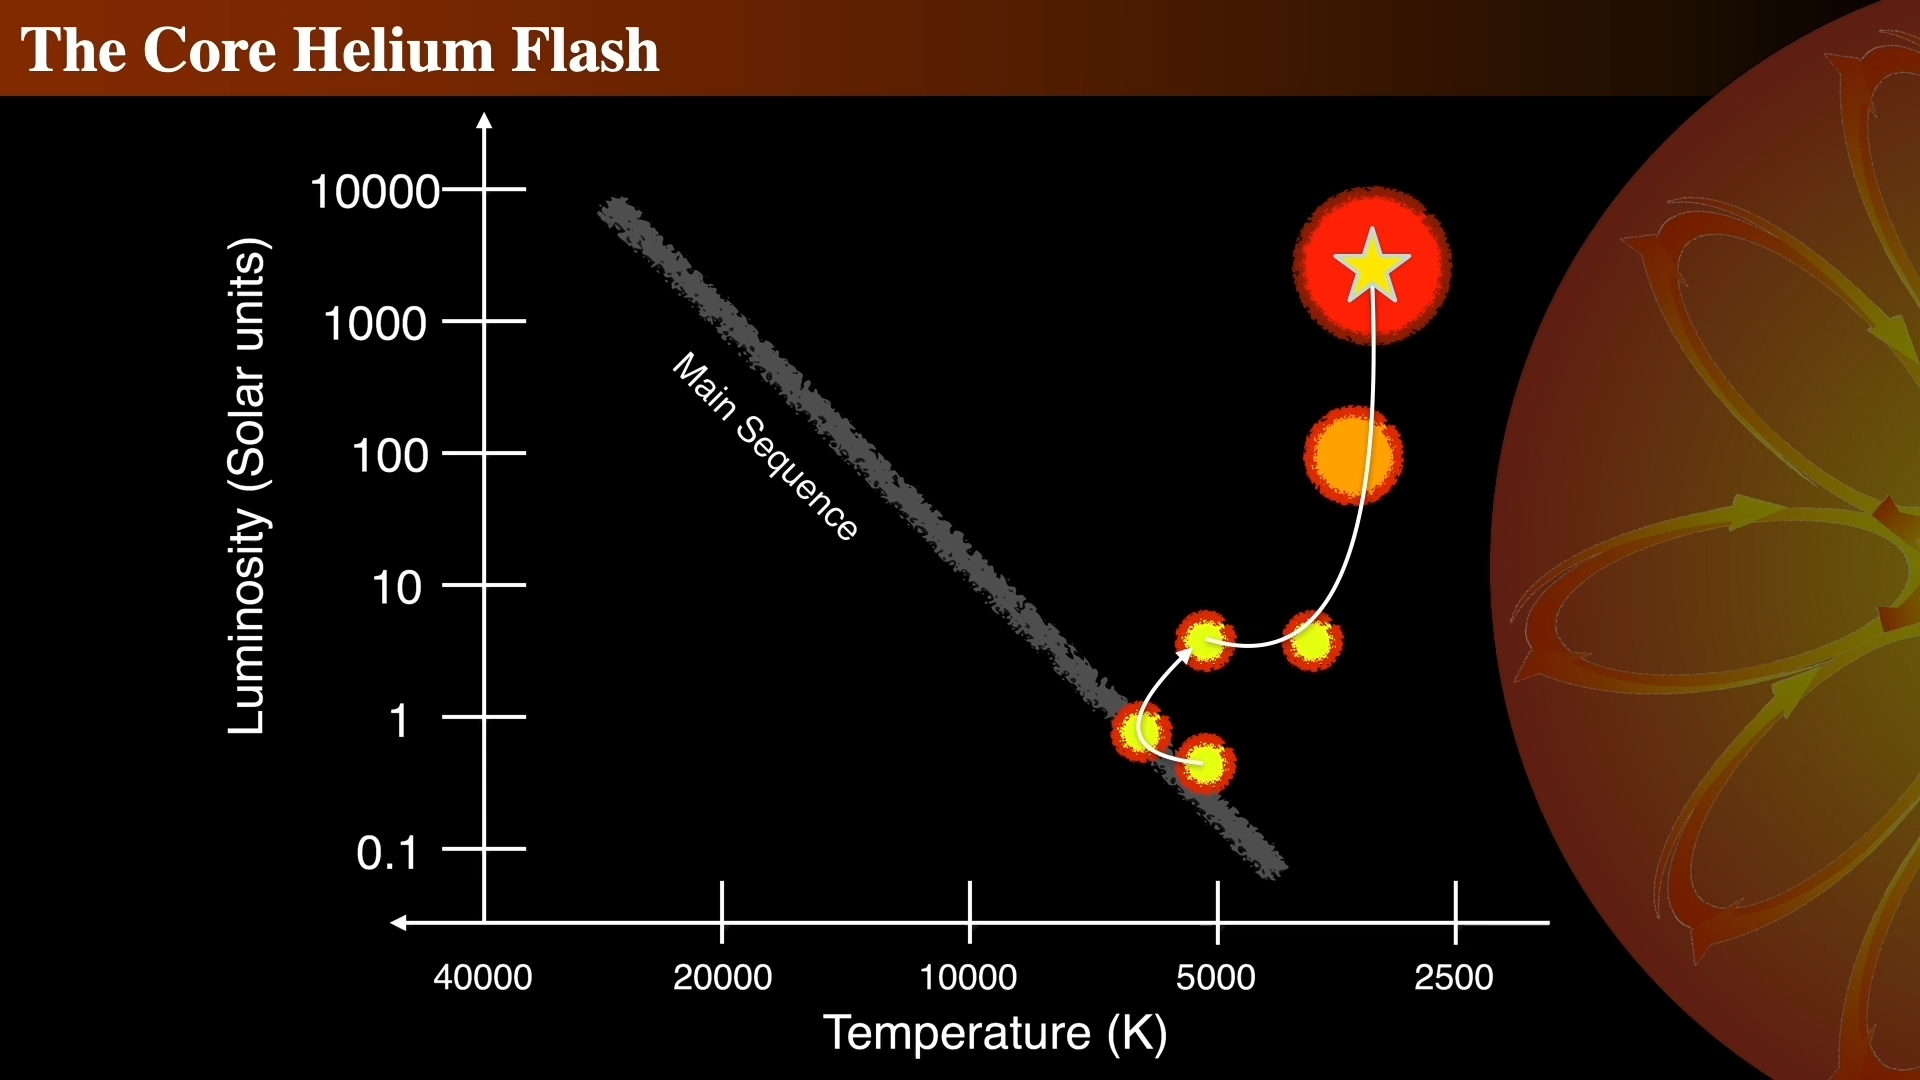 The Core Helium Flash
Luminosity (Solar units)
10000
1000
100
10
1
0.1
Main Sequence
40000 20000 10000 5000 2500
Temperature (K)